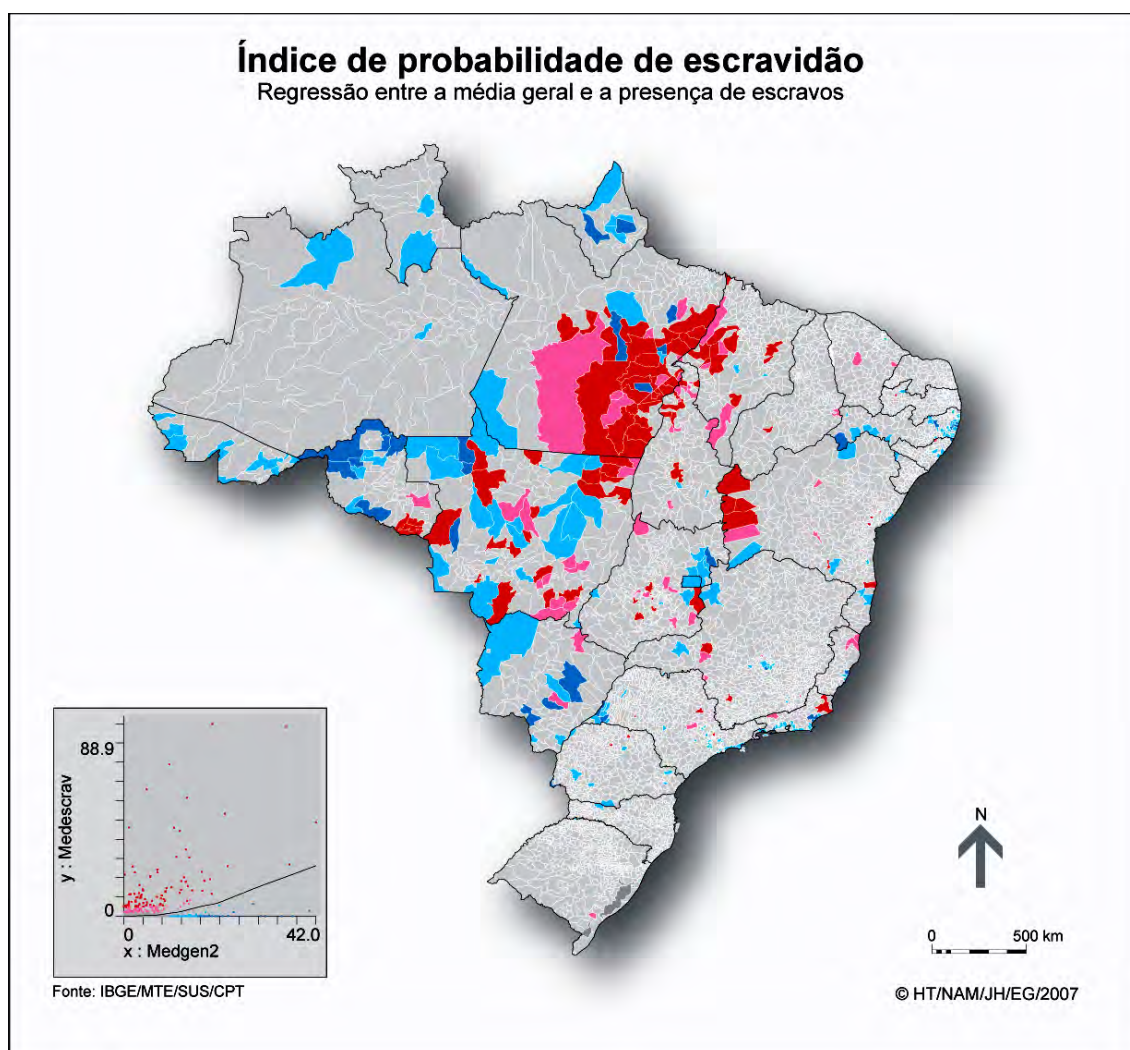 Índice de probabilidade de escravidão
Regressão entre a média geral e a presença de escravos
88.9
y : Medescrav
0
0
42.0
x : Medgen2
N
0
500 km
Fonte: IBGE/MTE/SUS/CPT
© HT/NAM/JH/EG/2007